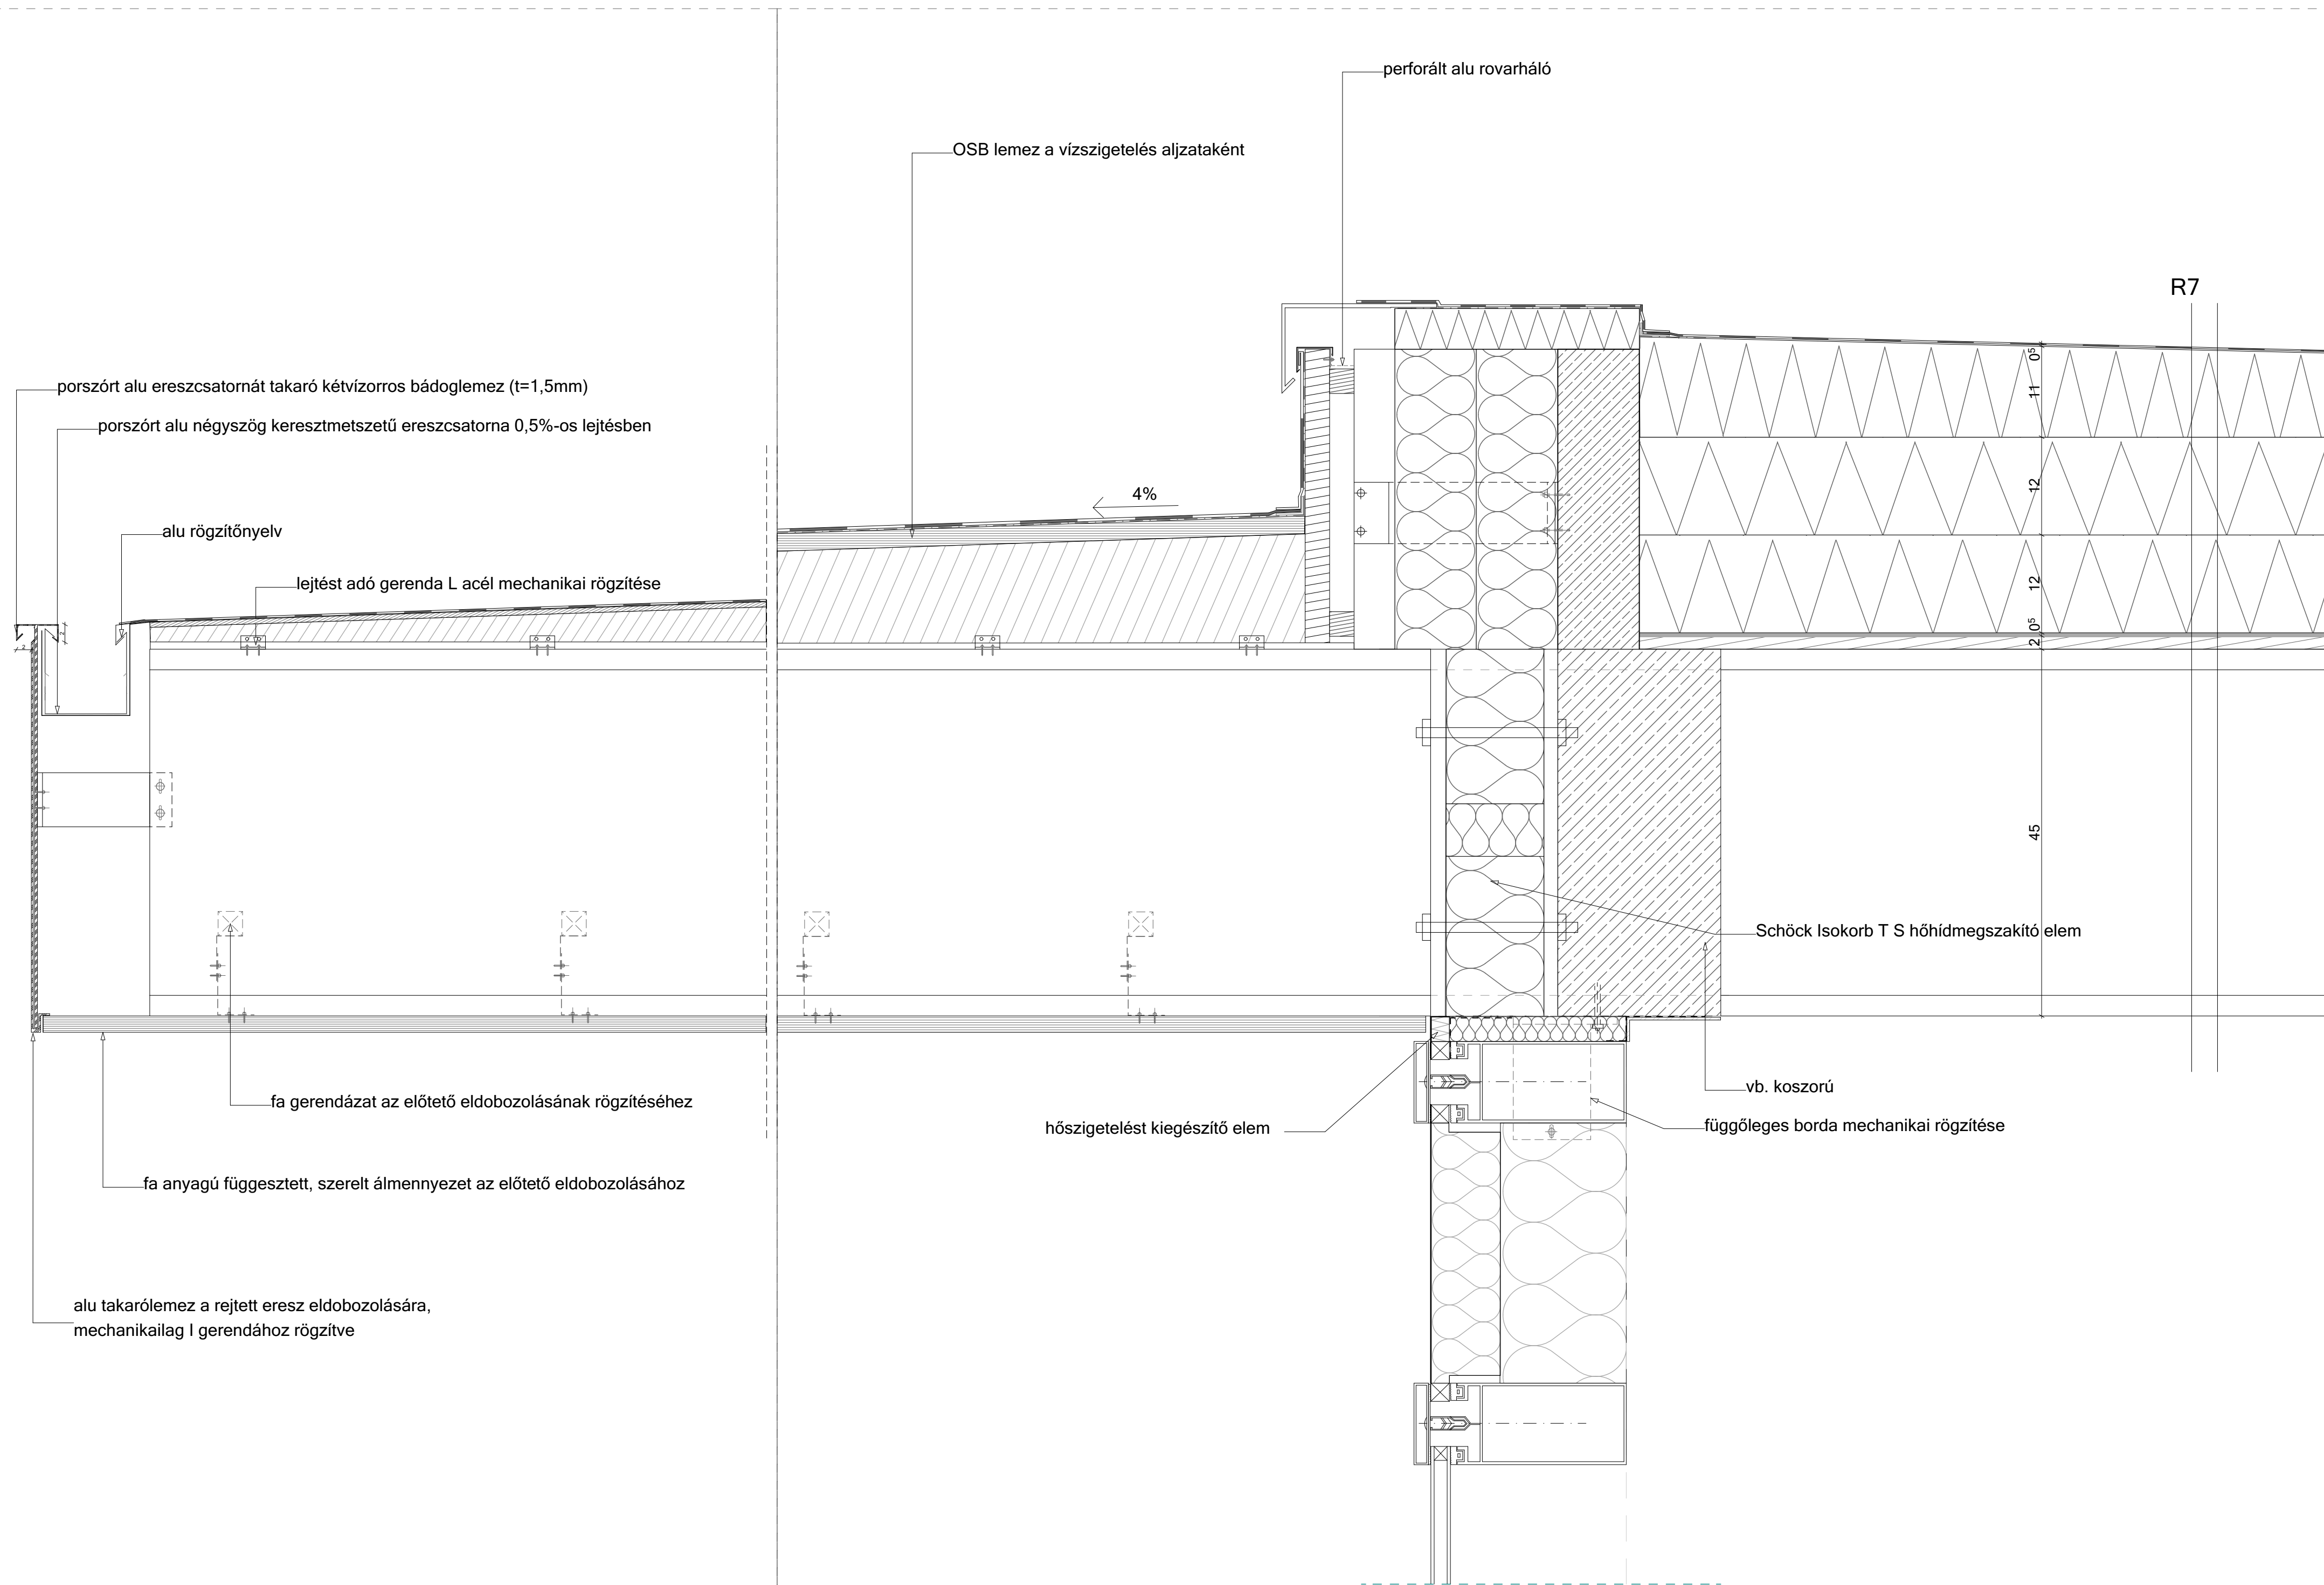 perforált alu rovarháló
OSB lemez a vízszigetelés aljzataként
R7
porszórt alu ereszcsatornát takaró kétvízorros bádoglemez (t=1,5mm)
porszórt alu négyszög keresztmetszetű ereszcsatorna 0,5%-os lejtésben
4%
alu rögzítőnyelv
lejtést adó gerenda L acél mechanikai rögzítése
2
2
0⁵
11
12
12
0⁵
2
45
Schöck Isokorb T S hőhídmegszakító elem
vb. koszorú
fa gerendázat az előtető eldobozolásának rögzítéséhez
hőszigetelést kiegészítő elem
függőleges borda mechanikai rögzítése
fa anyagú függesztett, szerelt álmennyezet az előtető eldobozolásához
alu takarólemez a rejtett eresz eldobozolására,
mechanikailag I gerendához rögzítve